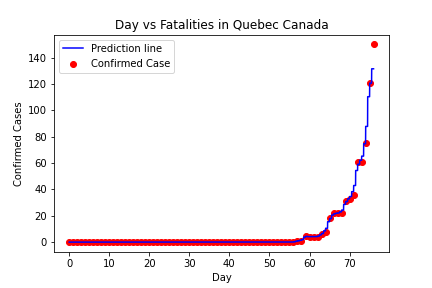 Day vs Fatalities in Quebec Canada
Prediction line
Confirmed Case
140
120
100
80
60
40
20
0
Confirmed Cases
0 10 20 30 40 50 60 70
Day